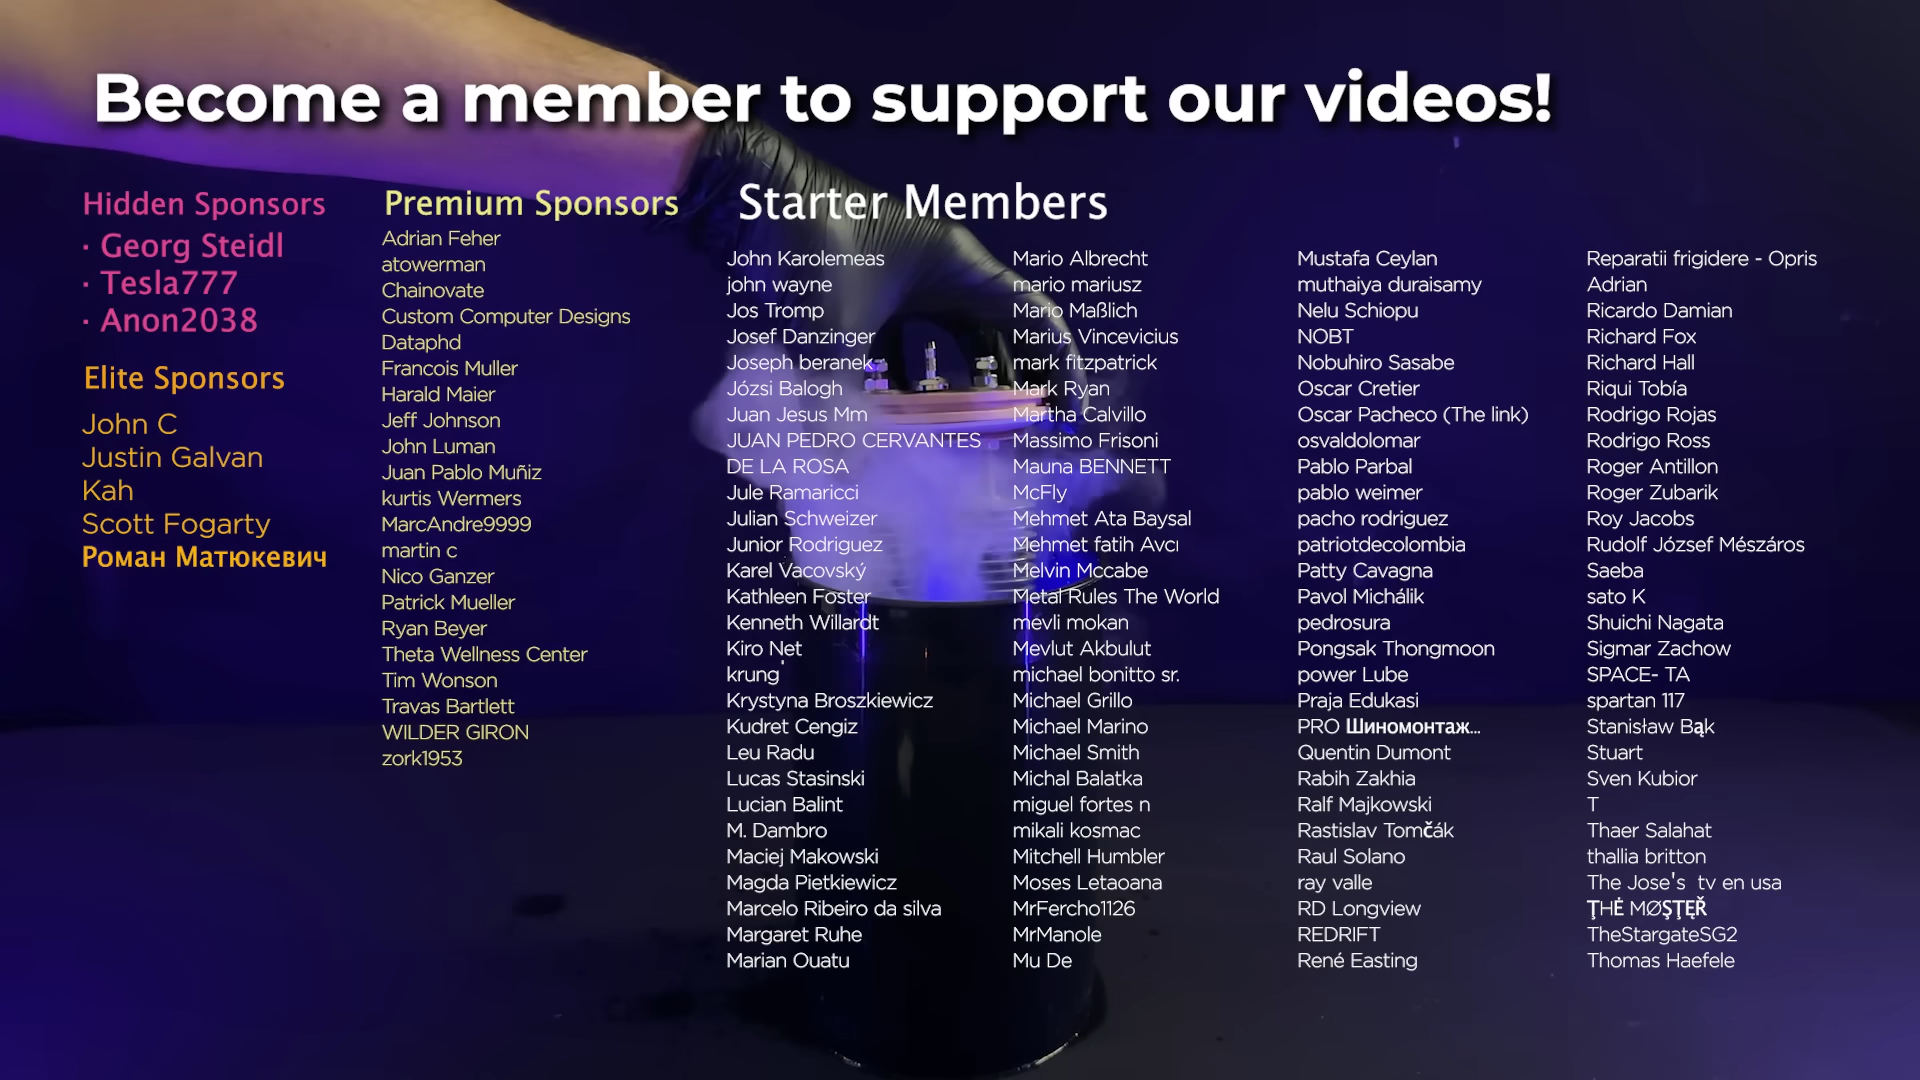 Become a member to support our videos!
Hidden Sponsors
· Georg Steidl
· Tesla777
· Anon2038
Elite Sponsors
John C
Justin Galvan
Kah
Scott Fogarty
Роман Матюкевич
Premium Sponsors
Adrian Feher
atowerman
Chainovate
Custom Computer Designs
Dataphd
Francois Muller
Harald Maier
Jeff Johnson
John Luman
Juan Pablo Muñiz
kurtis Wermers
MarcAndre9999
martin c
Nico Ganzer
Patrick Mueller
Ryan Beyer
Theta Wellness Center
Tim Wonson
Travas Bartlett
WILDER GIRON
zork1953
Starter Members
John Karolemeas
john wayne
Jos Tromp
Josef Danzinger
Joseph beranek
Józsi Balogh
Juan Jesus Mm
JUAN PEDRO CERVANTES
DE LA ROSA
Jule Ramaricci
Julian Schweizer
Junior Rodriguez
Karel Vacovský
Kathleen Foster
Kenneth Willardt
Kiro Net
krung'
Krystyna Broszkiewicz
Kudret Cengiz
Leu Radu
Lucas Stasinski
Lucian Balint
M. Dambro
Maciej Makowski
Magda Pietkiewicz
Marcelo Ribeiro da silva
Margaret Ruhe
Marian Ouatu
Mario Albrecht
mario mariusz
Mario Maßlich
Marius Vincevicius
mark fitzpatrick
Mark Ryan
Martha Calvillo
Massimo Frisoni
Mauna BENNETT
McFly
Mehmet Ata Baysal
Mehmet fatih Avcı
Melvin Mccabe
Metal Rules The World
mevli mokan
Mevlut Akbulut
michael bonitto sr.
Michael Grillo
Michael Marino
Michael Smith
Michal Balatka
miguel fortes n
mikali kosmac
Mitchell Humbler
Moses Letaoana
MrFercho1126
MrManole
Mu De
Mustafa Ceylan
muthaiya duraisamy
Nelu Schiopu
NOBT
Nobuhiro Sasabe
Oscar Cretier
Oscar Pacheco (The link)
osvaldolomar
Pablo Parbal
pablo weimer
pacho rodriguez
patriotdecolombia
Patty Cavagna
Pavol Michálik
pedrosura
Pongsak Thongmoon
power Lube
Praja Edukasi
PRO Шиномонтаж...
Quentin Dumont
Rabih Zakhia
Ralf Majkowski
Rastislav Tomčák
Raul Solano
ray valle
RD Longview
REDRIFT
René Easting
Reparatii frigidere - Opris
Adrian
Ricardo Damian
Richard Fox
Richard Hall
Riqui Tobía
Rodrigo Rojas
Rodrigo Ross
Roger Antillon
Roger Zubarik
Roy Jacobs
Rudolf József Mészáros
Saeba
sato K
Shuichi Nagata
Sigmar Zachow
SPACE- TA
spartan 117
Stanisław Bąk
Stuart
Sven Kubior
T
Thaer Salahat
thallia britton
The Jose's  tv en usa
ŢHĖ MØŞŢĘŘ
TheStargateSG2
Thomas Haefele